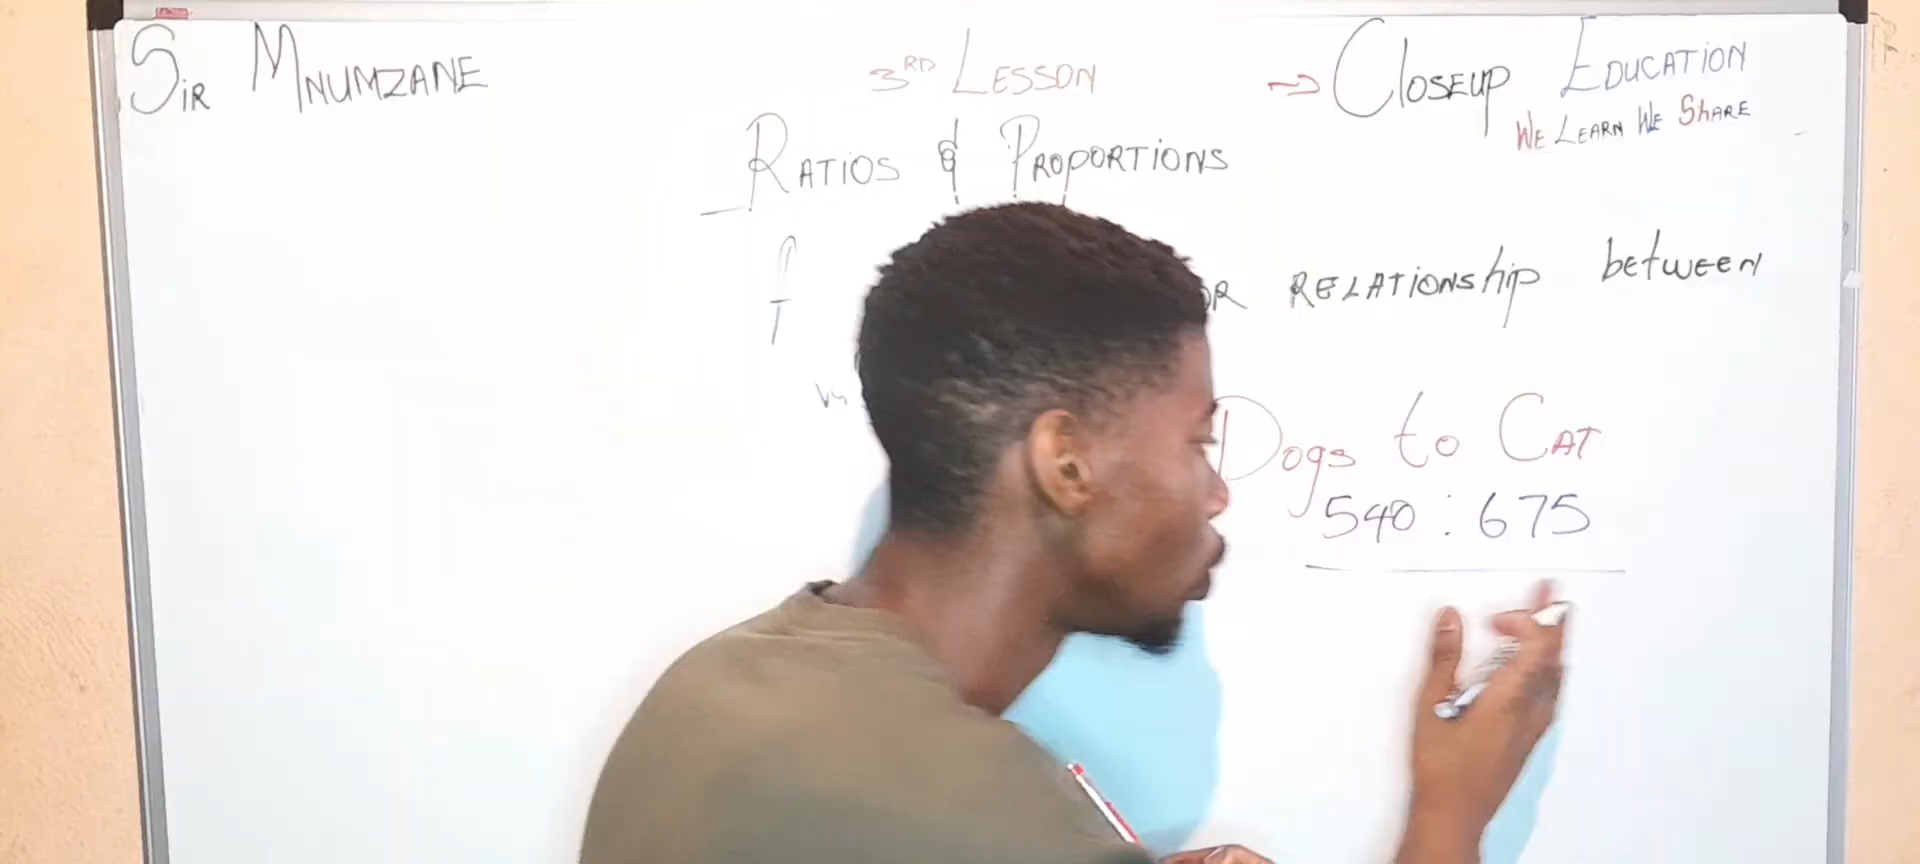 Sir Mnumzane
3RD Lesson
→ Closeup Education
We Learn We Share
Ratios & Proportions
or relationship between
Dogs to Cat
540 : 675